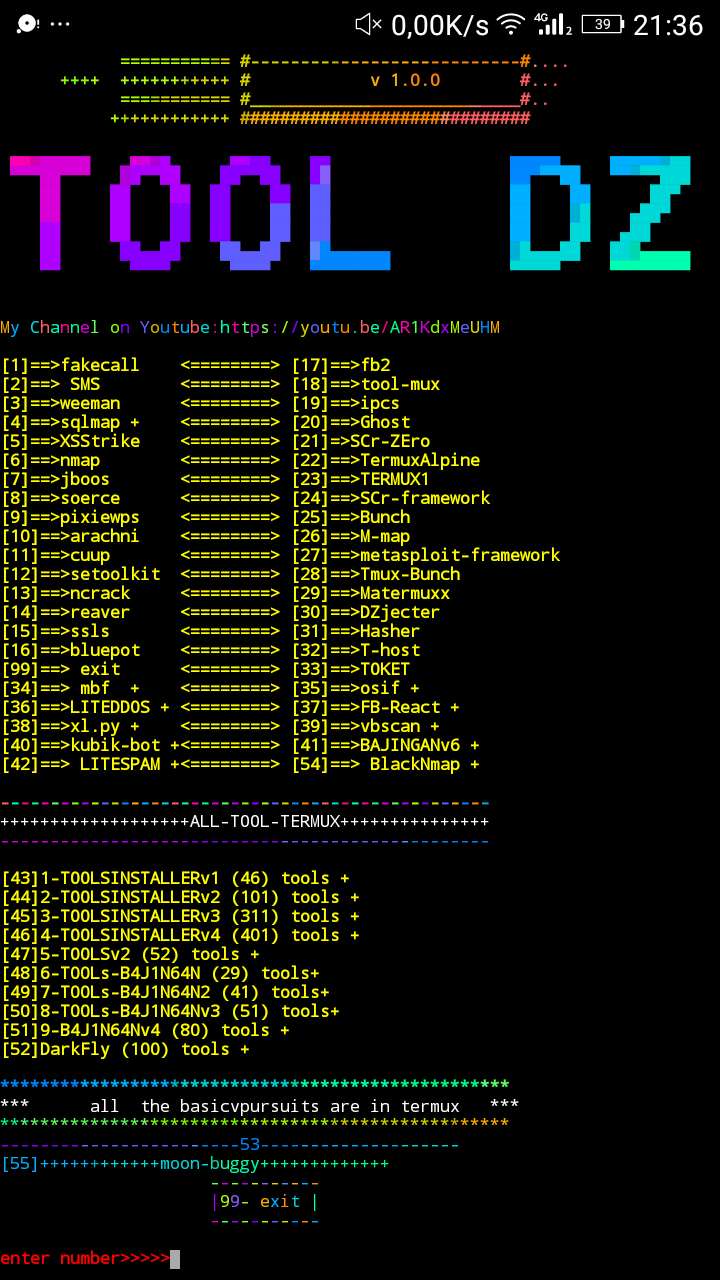 0,00K/s 4G 2 39 21:36
=========== #---------------------------#....
++++  +++++++++++ #            v 1.0.0        #...
=========== #___________________________#..
++++++++++++ #############################
TOOL DZ
My Channel on Youtube:https://youtu.be/AR1KdxMeUHM
[1]==>fakecall    <========> [17]==>fb2
[2]==> SMS        <========> [18]==>tool-mux
[3]==>weeman      <========> [19]==>ipcs
[4]==>sqlmap +    <========> [20]==>Ghost
[5]==>XSStrike    <========> [21]=>SCr-ZEro
[6]==>nmap        <========> [22]==>TermuxAlpine
[7]==>jboos       <========> [23]==>TERMUX1
[8]==>soerce      <========> [24]==>SCr-framework
[9]==>pixiewps    <========> [25]==>Bunch
[10]==>arachni    <========> [26]==>M-map
[11]==>cuup       <========> [27]==>metasploit-framework
[12]==>setoolkit  <========> [28]==>Tmux-Bunch
[13]==>ncrack     <========> [29]==>Matermuxx
[14]==>reaver     <========> [30]==>DZjecter
[15]==>ssls       <========> [31]==>Hasher
[16]==>bluepot    <========> [32]==>T-host
[99]==> exit      <========> [33]==>TOKET
[34]==> mbf  +    <========> [35]==>osif +
[36]==>LITEDDOS + <========> [37]==>FB-React +
[38]==>xl.py +    <========> [39]==>vbscan +
[40]==>kubik-bot +<========> [41]==>BAJINGANv6 +
[42]==> LITESPAM +<========> [54]==> BlackNmap +
-------------------------------------------------
+++++++++++++++++++ALL-TOOL-TERMUX+++++++++++++++
-------------------------------------------------
[43]1-TOOLSINSTALLERv1 (46) tools +
[44]2-TOOLSINSTALLERv2 (101) tools +
[45]3-TOOLSINSTALLERv3 (311) tools +
[46]4-TOOLSINSTALLERv4 (401) tools +
[47]5-TOOLSv2 (52) tools +
[48]6-TOOLs-B4J1N64N (29) tools+
[49]7-TOOLs-B4J1N64N2 (41) tools+
[50]8-TOOLs-B4J1N64Nv3 (51) tools+
[51]9-B4J1N64Nv4 (80) tools +
[52]DarkFly (100) tools +
***************************************************
***      all  the basicvpursuits are in termux   ***
***************************************************
------------------------53--------------------
[55]++++++++++++moon-buggy+++++++++++++
-----------
|99- exit |
-----------
enter number>>>>>